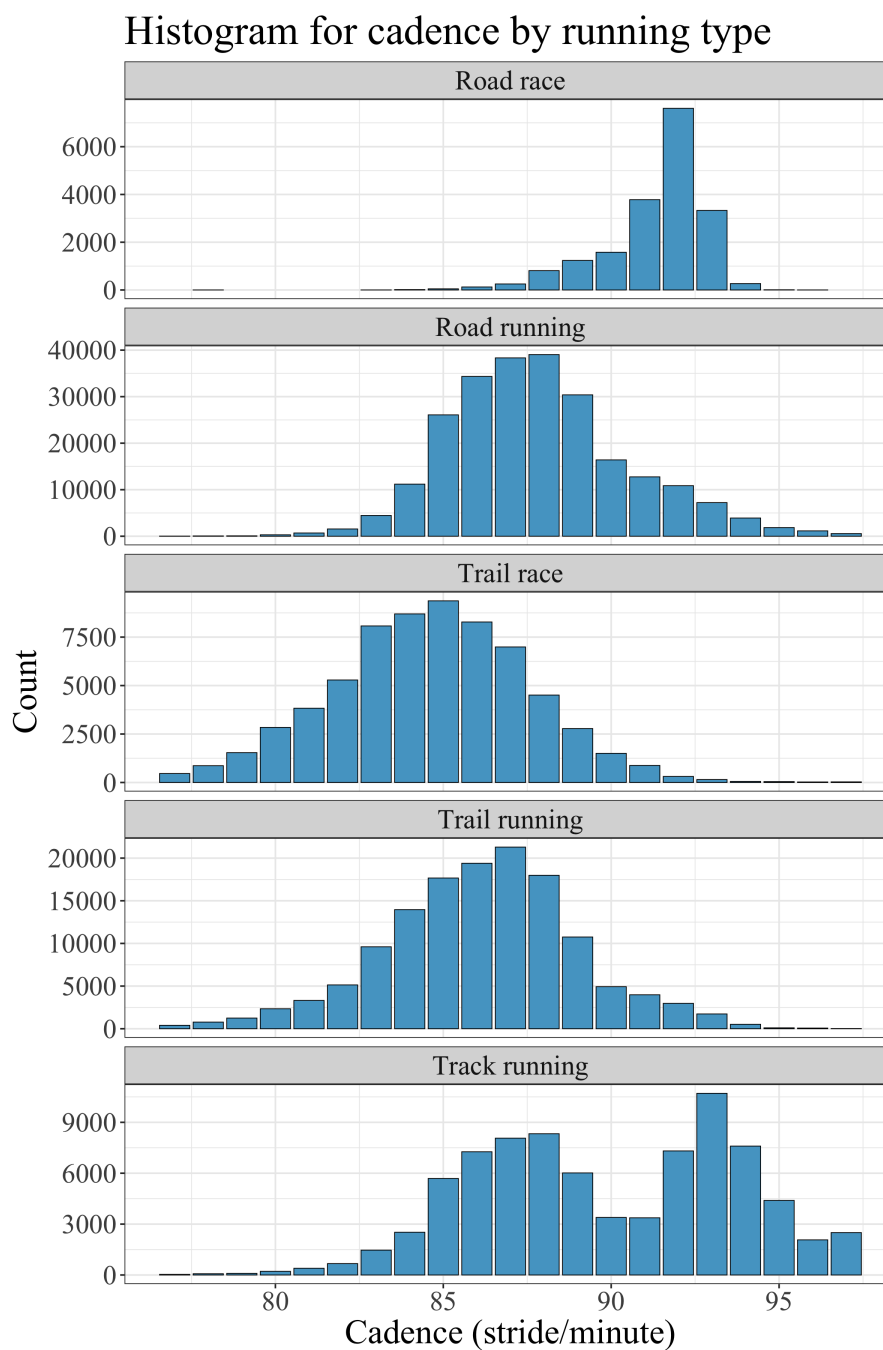 Histogram for cadence by running type
Road race
6000
4000
2000
0
Road running
40000
30000
20000
10000
0
Trail race
7500
5000
2500
0
Count
Trail running
20000
15000
10000
5000
0
Track running
9000
6000
3000
0
80 85 90 95
Cadence (stride/minute)